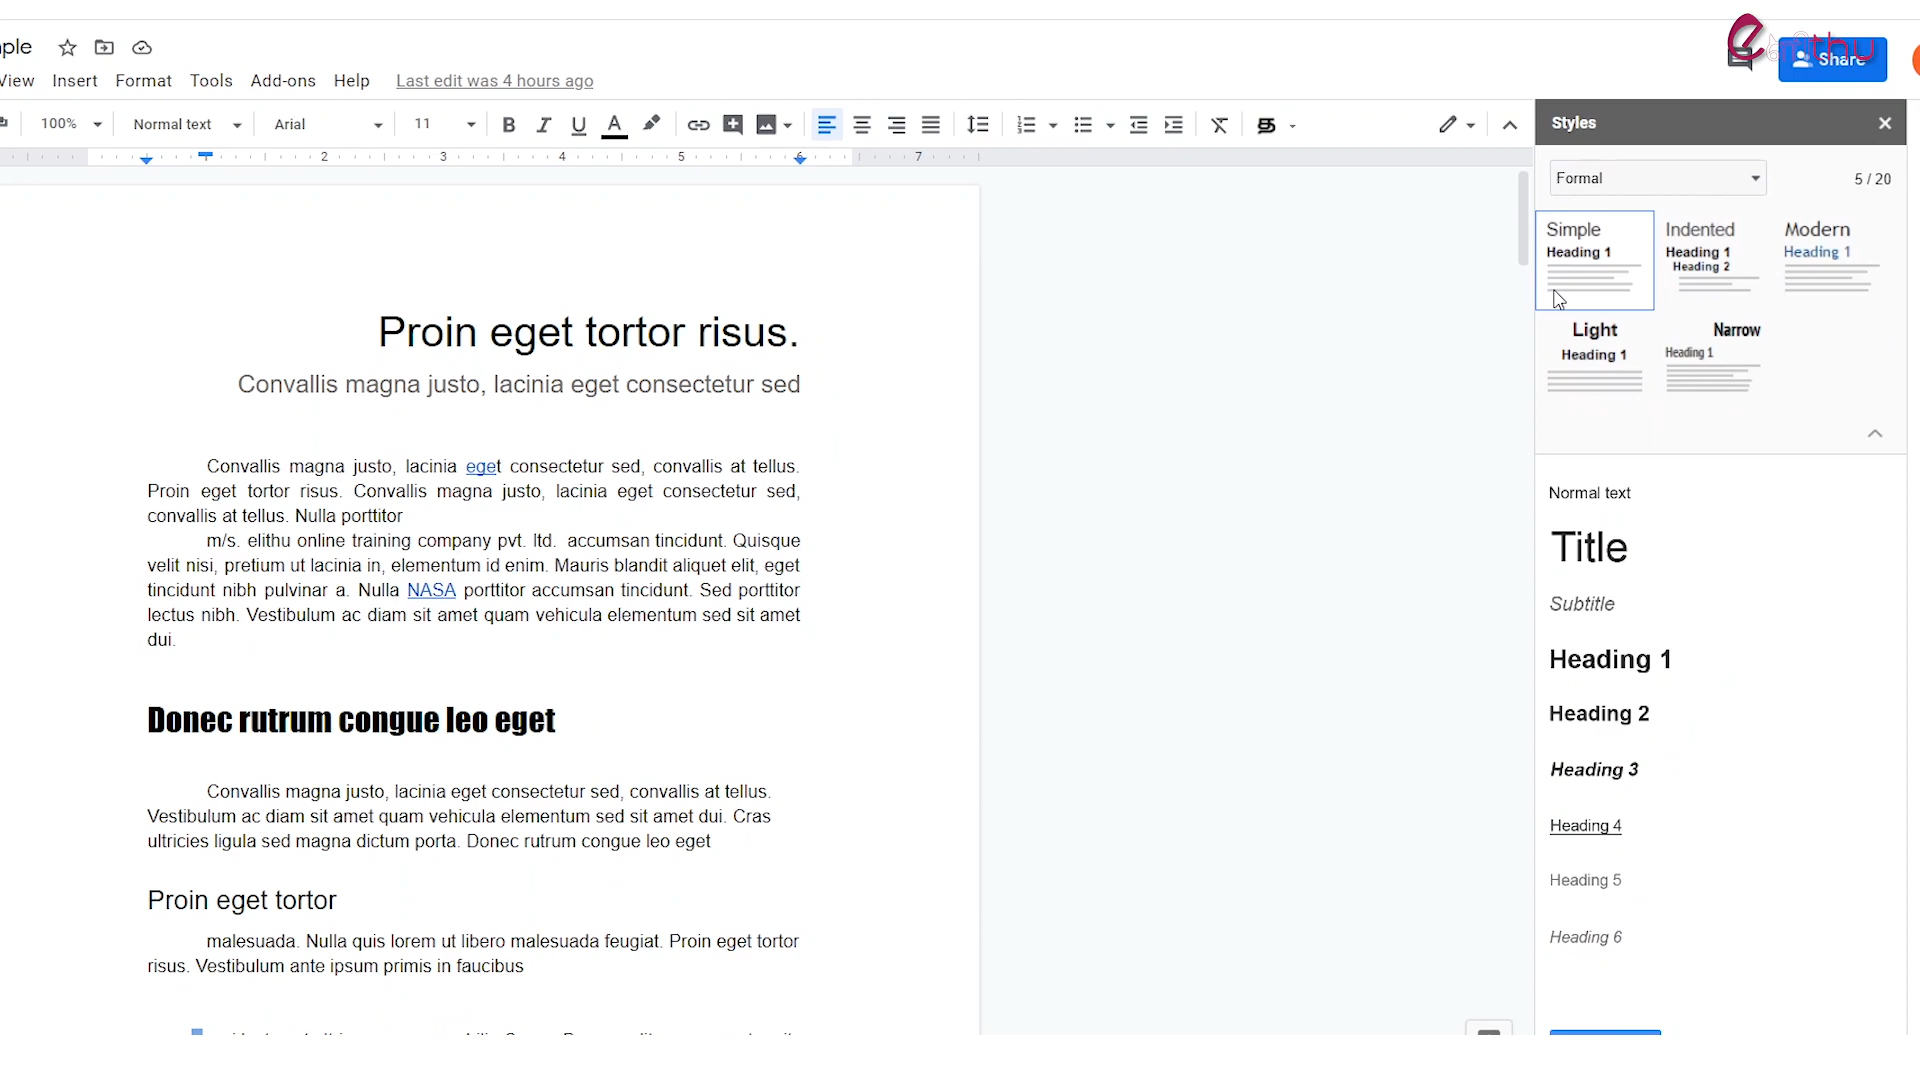 View Insert Format Tools Add-ons Help Last edit was 4 hours ago
Share
100% Normal text Arial 11
2 3 4 5 6 7
Styles
Formal 5 / 20
Simple
Heading 1
Indented
Heading 1
Heading 2
Modern
Heading 1
Light
Heading 1
Narrow
Heading 1
Normal text
Title
Subtitle
Heading 1
Heading 2
Heading 3
Heading 4
Heading 5
Heading 6
Proin eget tortor risus.
Convallis magna justo, lacinia eget consectetur sed
Convallis magna justo, lacinia eget consectetur sed, convallis at tellus.
Proin eget tortor risus. Convallis magna justo, lacinia eget consectetur sed,
convallis at tellus. Nulla porttitor
m/s. elithu online training company pvt. ltd. accumsan tincidunt. Quisque
velit nisi, pretium ut lacinia in, elementum id enim. Mauris blandit aliquet elit, eget
tincidunt nibh pulvinar a. Nulla NASA porttitor accumsan tincidunt. Sed porttitor
lectus nibh. Vestibulum ac diam sit amet quam vehicula elementum sed sit amet
dui.
Donec rutrum congue leo eget
Convallis magna justo, lacinia eget consectetur sed, convallis at tellus.
Vestibulum ac diam sit amet quam vehicula elementum sed sit amet dui. Cras
ultricies ligula sed magna dictum porta. Donec rutrum congue leo eget
Proin eget tortor
malesuada. Nulla quis lorem ut libero malesuada feugiat. Proin eget tortor
risus. Vestibulum ante ipsum primis in faucibus